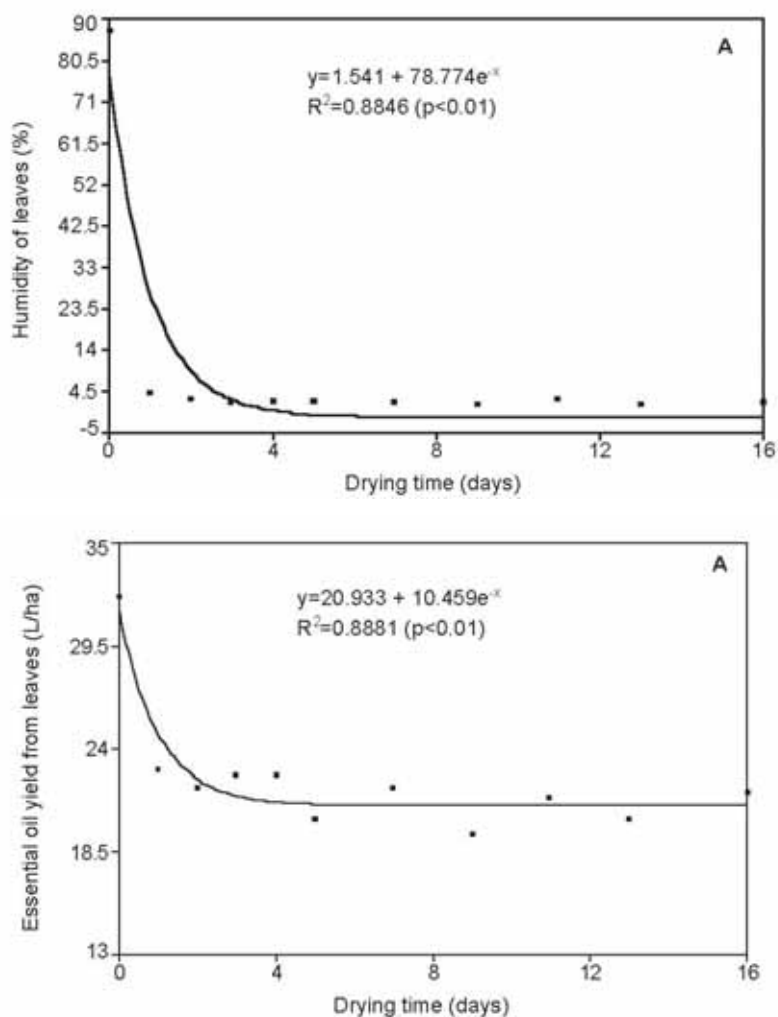 A
y=1.541 + 78.774e-x
R2=0.8846 (p<0.01)
90
80.5
71
61.5
52
42.5
33
23.5
14
4.5
-5
0
4
8
12
16
Humidity of leaves (%)
Drying time (days)
A
y=20.933 + 10.459e-x
R2=0.8881 (p<0.01)
35
29.5
24
18.5
13
0
4
8
12
16
Essential oil yield from leaves (L/ha)
Drying time (days)